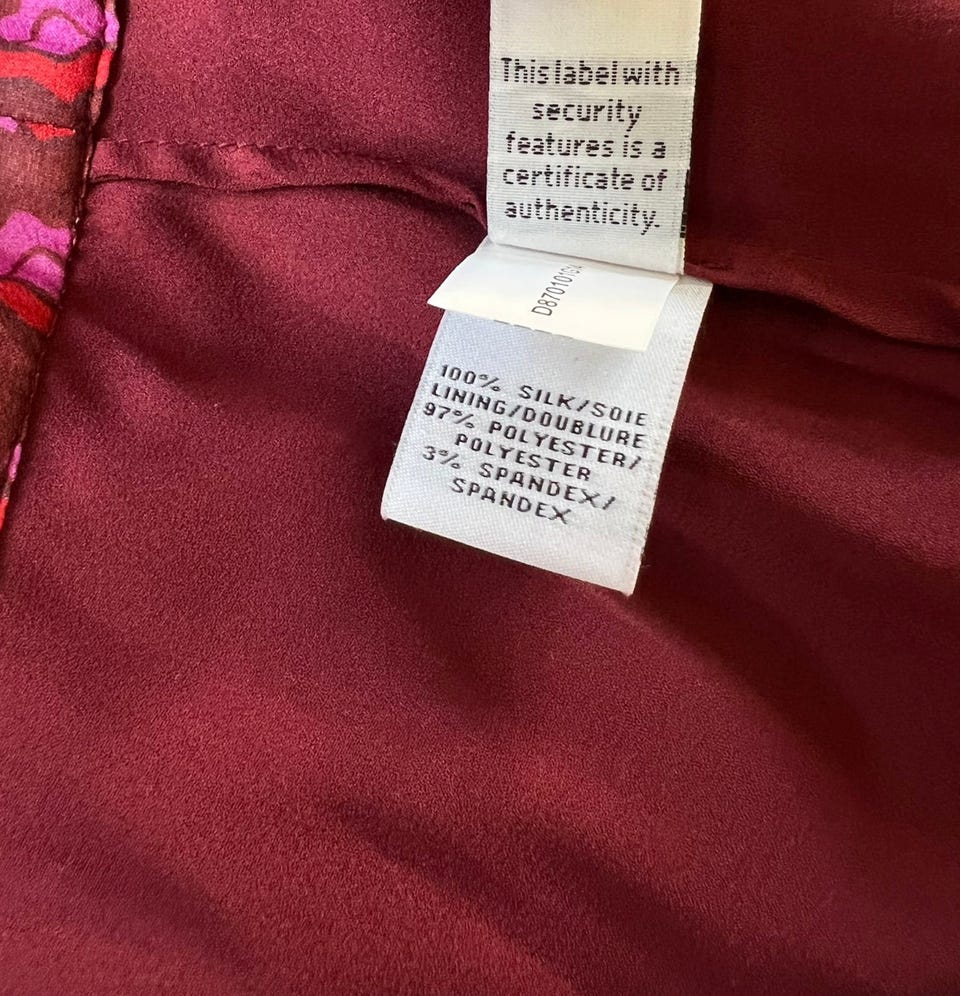 This label with
security
features is a
certificate of
authenticity.
100% SILK/SOIE
LINING/DOUBLURE
97% POLYESTER/
POLYESTER
3% SPANDEX/
SPANDEX